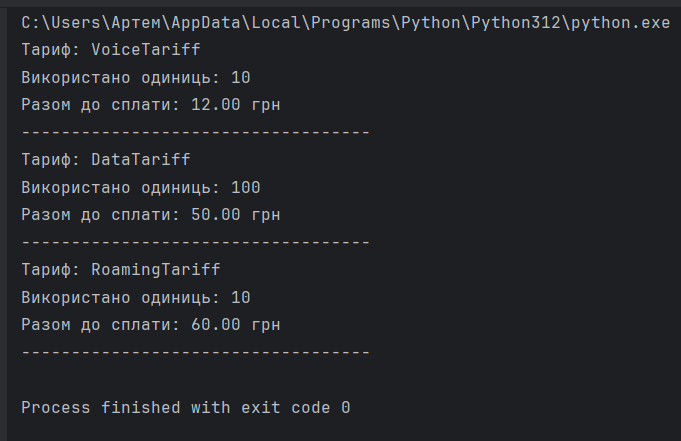 C:\Users\Артем\AppData\Local\Programs\Python\Python312\python.exe
Тариф: VoiceTariff
Використано одиниць: 10
Разом до сплати: 12.00 грн
-----------------------------------
Тариф: DataTariff
Використано одиниць: 100
Разом до сплати: 50.00 грн
-----------------------------------
Тариф: RoamingTariff
Використано одиниць: 10
Разом до сплати: 60.00 грн
-----------------------------------
Process finished with exit code 0